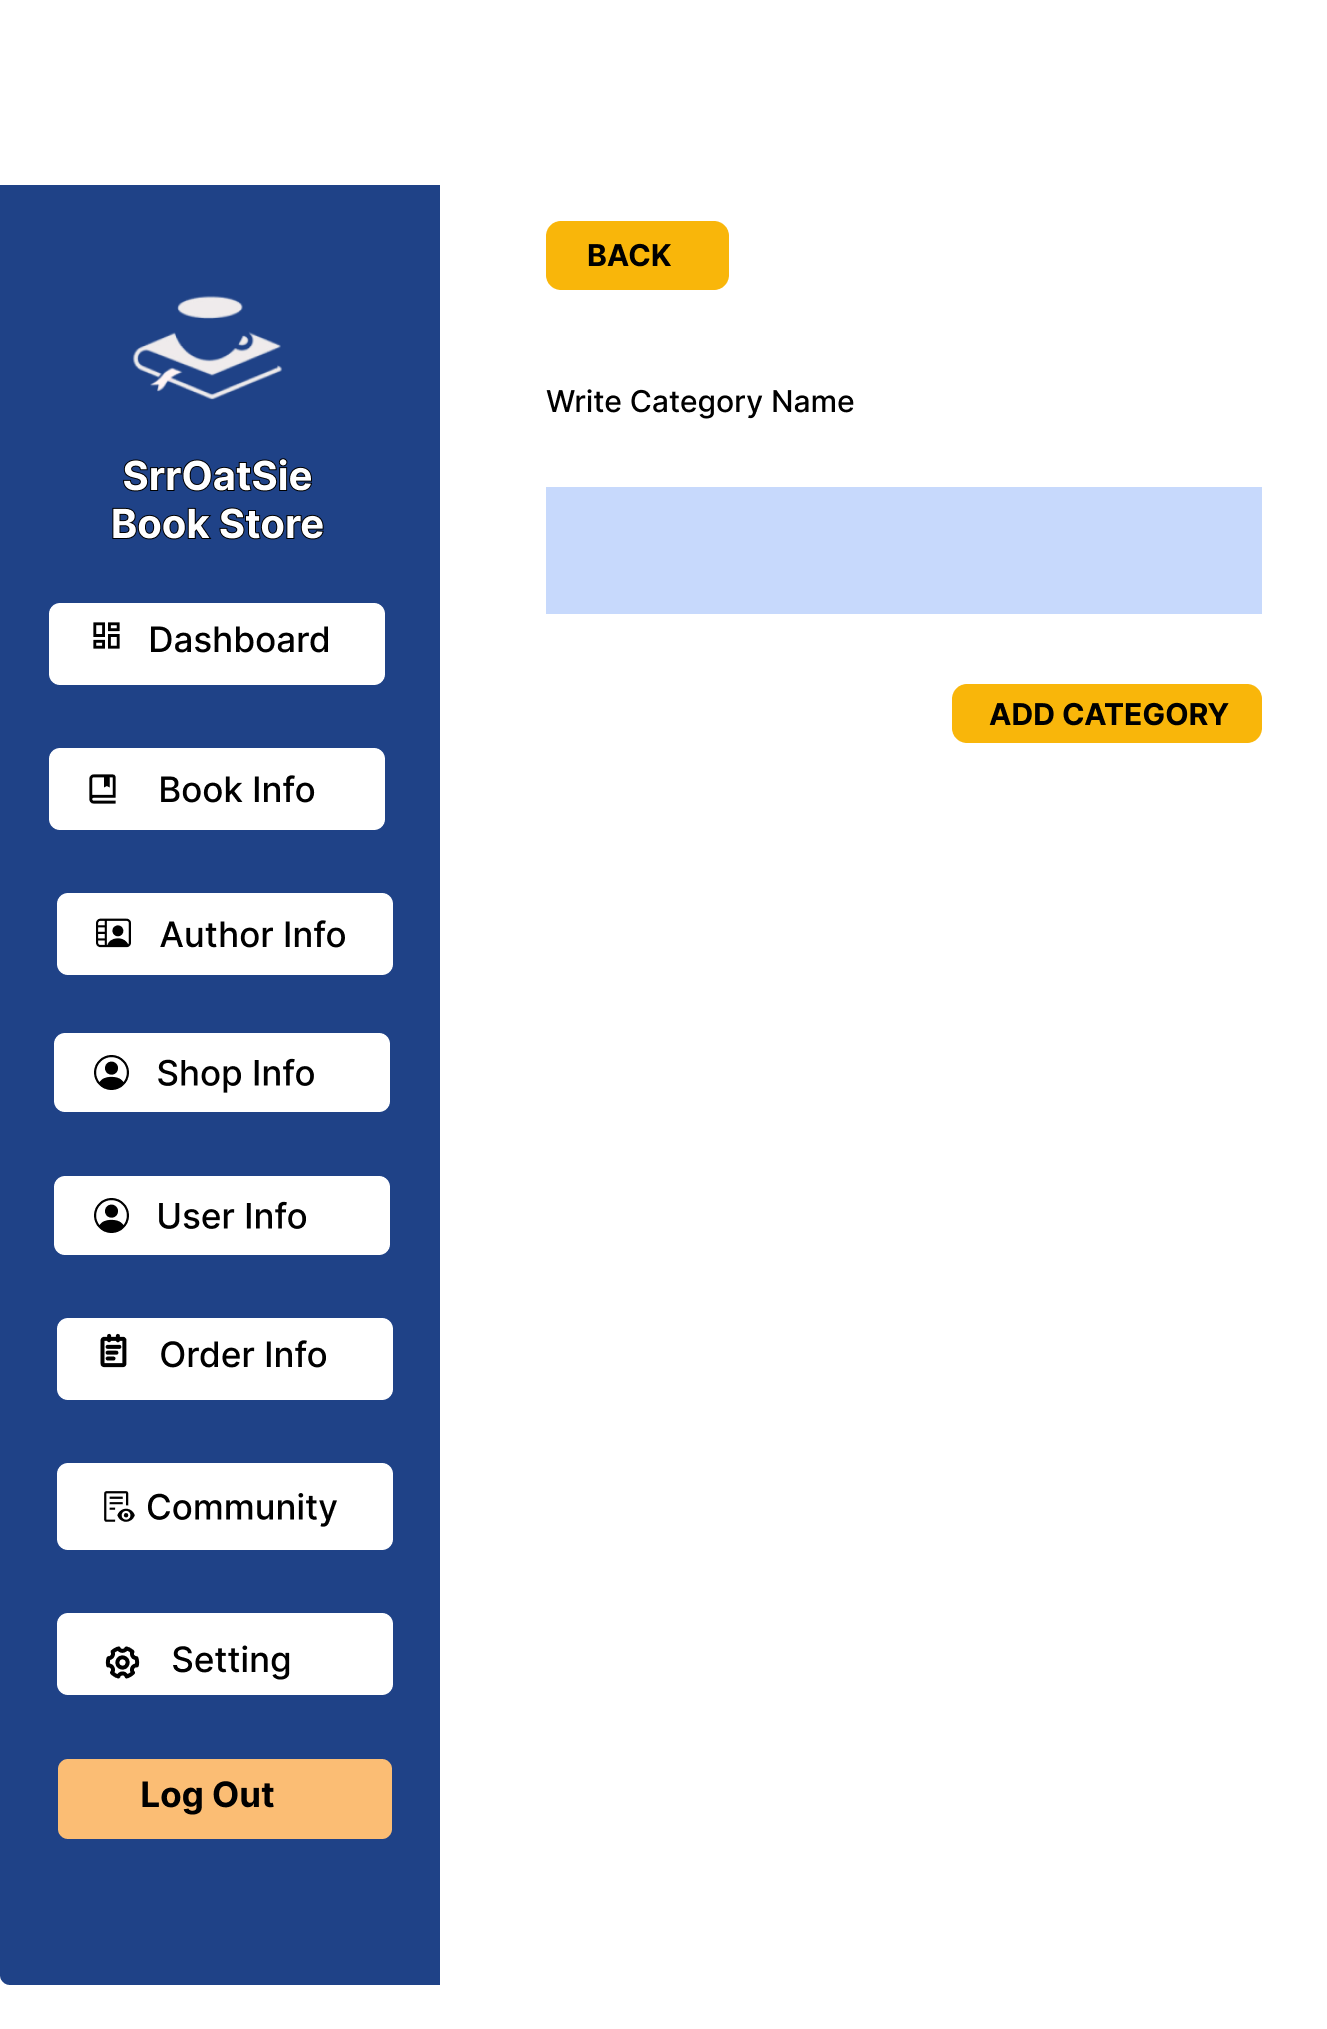 SrrOatSie
Book Store
Dashboard
Book Info
Author Info
Shop Info
User Info
Order Info
Community
Setting
Log Out
BACK
Write Category Name
ADD CATEGORY